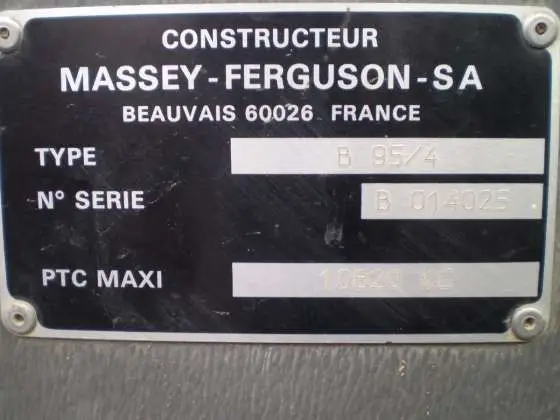 CONSTRUCTEUR
MASSEY-FERGUSON-SA
BEAUVAIS 60026 FRANCE
TYPE B 95/4
N° SERIE B 014025
PTC MAXI